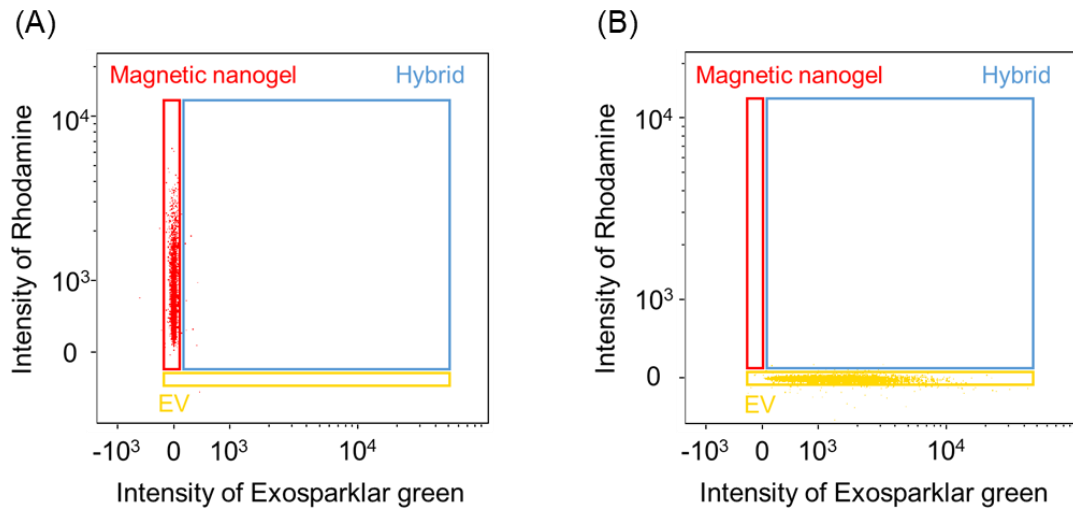 (A)
Magnetic nanogel Hybrid
Intensity of Rhodamine
10⁴
10³
0
EV
-10³ 0 10³ 10⁴
Intensity of Exosparklar green
(B)
Magnetic nanogel Hybrid
Intensity of Rhodamine
10⁴
10³
0
EV
-10³ 0 10³ 10⁴
Intensity of Exosparklar green